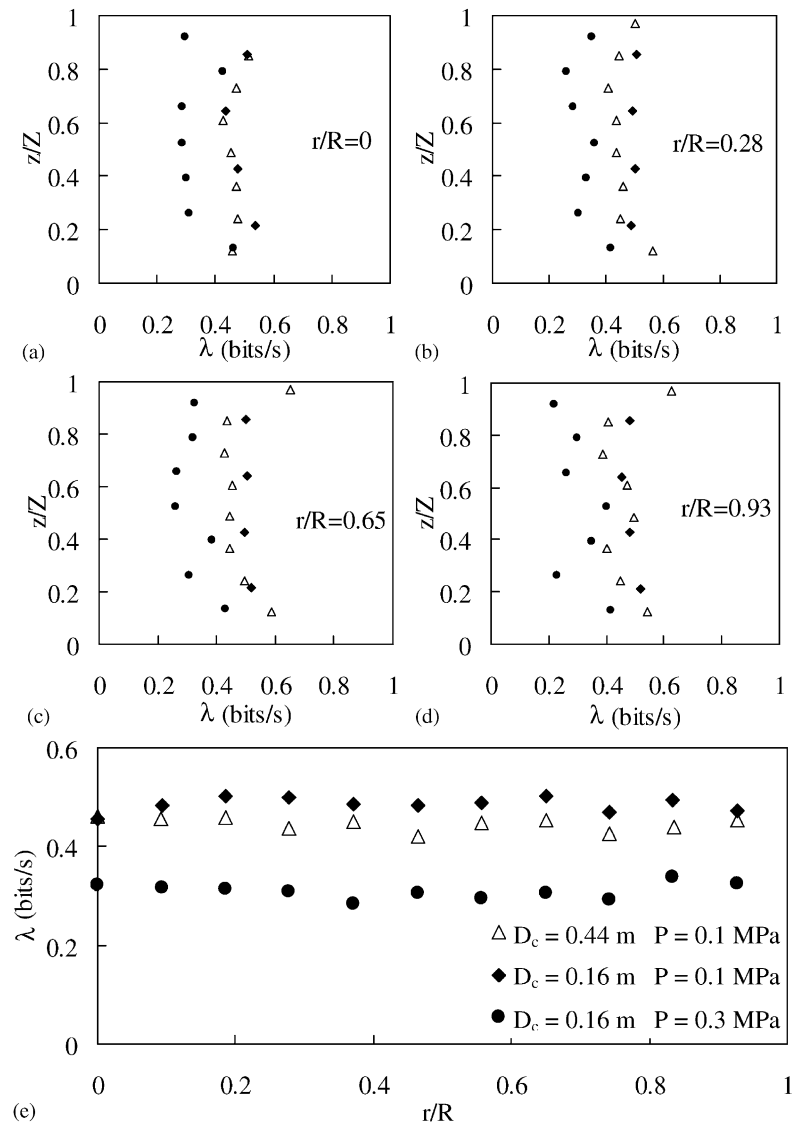 1
0.8
0.6
0.4
0.2
0
z/Z
r/R=0
0 0.2 0.4 0.6 0.8 1
(a) λ (bits/s)
1
0.8
0.6
0.4
0.2
0
z/Z
r/R=0.28
0 0.2 0.4 0.6 0.8 1
(b) λ (bits/s)
1
0.8
0.6
0.4
0.2
0
z/Z
r/R=0.65
0 0.2 0.4 0.6 0.8 1
(c) λ (bits/s)
1
0.8
0.6
0.4
0.2
0
z/Z
r/R=0.93
0 0.2 0.4 0.6 0.8 1
(d) λ (bits/s)
0.6
0.4
0.2
0
λ (bits/s)
Dc = 0.44 m P = 0.1 MPa
Dc = 0.16 m P = 0.1 MPa
Dc = 0.16 m P = 0.3 MPa
0 0.2 0.4 0.6 0.8 1
(e) r/R